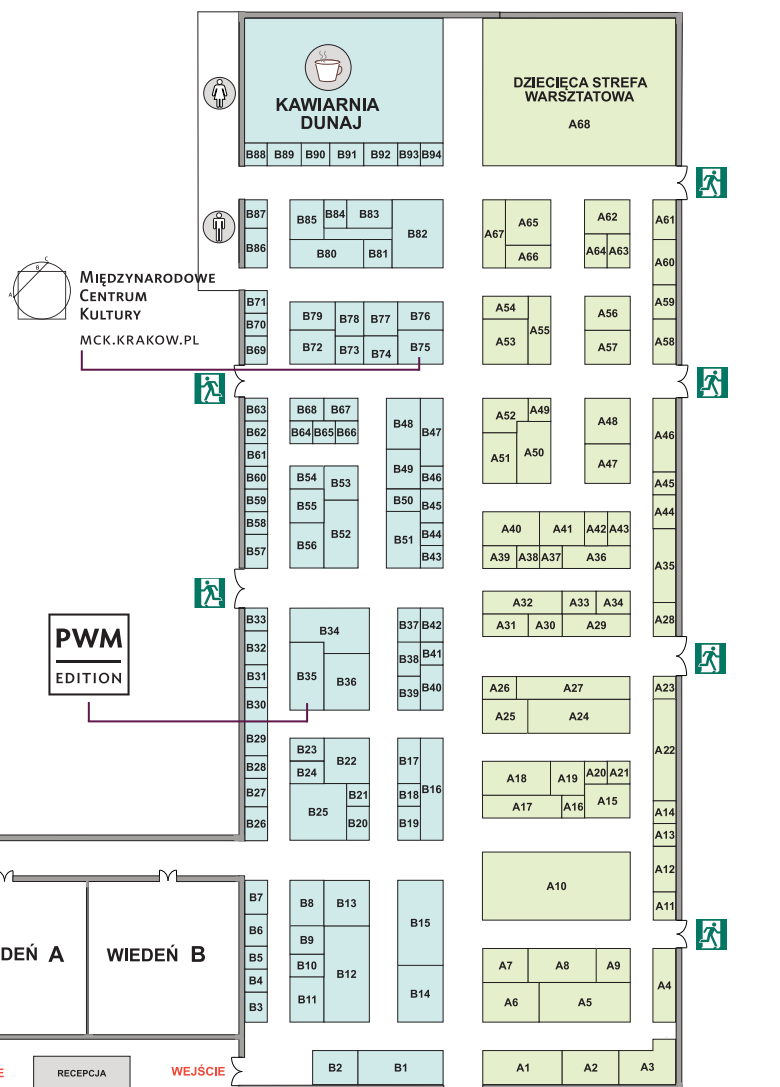 KAWIARNIA
DUNAJ
DZIECIĘCA STREFA
WARSZTATOWA
A68
B88 B89 B90 B91 B92 B93 B94
B87 B85 B84 B83 B82 A67 A65 A62 A61
B86 B80 B81 A66 A64 A63 A60
MIĘDZYNARODOWE
CENTRUM
KULTURY
MCK.KRAKOW.PL
A
B
C
B71 B79 B78 B77 B76 A54 A55 A56 A59
B70
B69 B72 B73 B74 B75 A53 A57 A58
B63 B68 B67 B48 B47 A52 A49 A48 A46
B62 B64 B65 B66
B61 B49 A51 A50 A47
B60 B54 B53 B46 A45
B59 B55 B50 B45 A44
B58 B52 B51 B44 A40 A41 A42 A43
B57 B56 B43 A39 A38 A37 A36 A35
B33 B34 B37 B42 A32 A33 A34 A28
B32 B38 B41 A31 A30 A29
PWM
EDITION
B31 B35 B36 B39 B40 A26 A27 A23
B30 A25 A24
B29 B23 B22 B17 B16 A22
B28 B24 A18 A19 A20 A21
B27 B25 B21 B18 A17 A16 A15 A14
B26 B20 B19 A13
A10 A12
A11
DEŃ A
WIEDEŃ B
B7 B8 B13 B15
B6 B9
B5 B10 B12 A7 A8 A9
B4 B14 A4
B3 B11 A6 A5
E
RECEPCJA
WEJŚCIE
B2 B1 A1 A2 A3